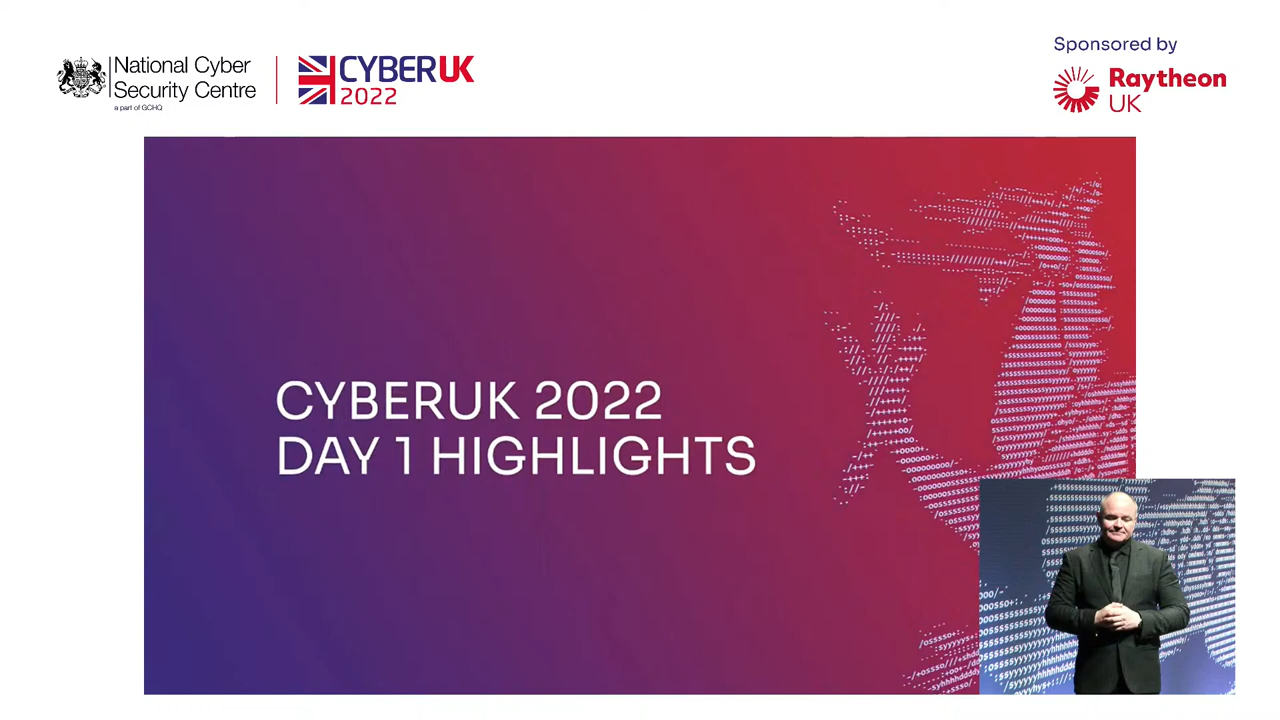 National Cyber
Security Centre
a part of GCHQ
CYBERUK
2022
Sponsored by
Raytheon
UK
CYBERUK 2022
DAY 1 HIGHLIGHTS